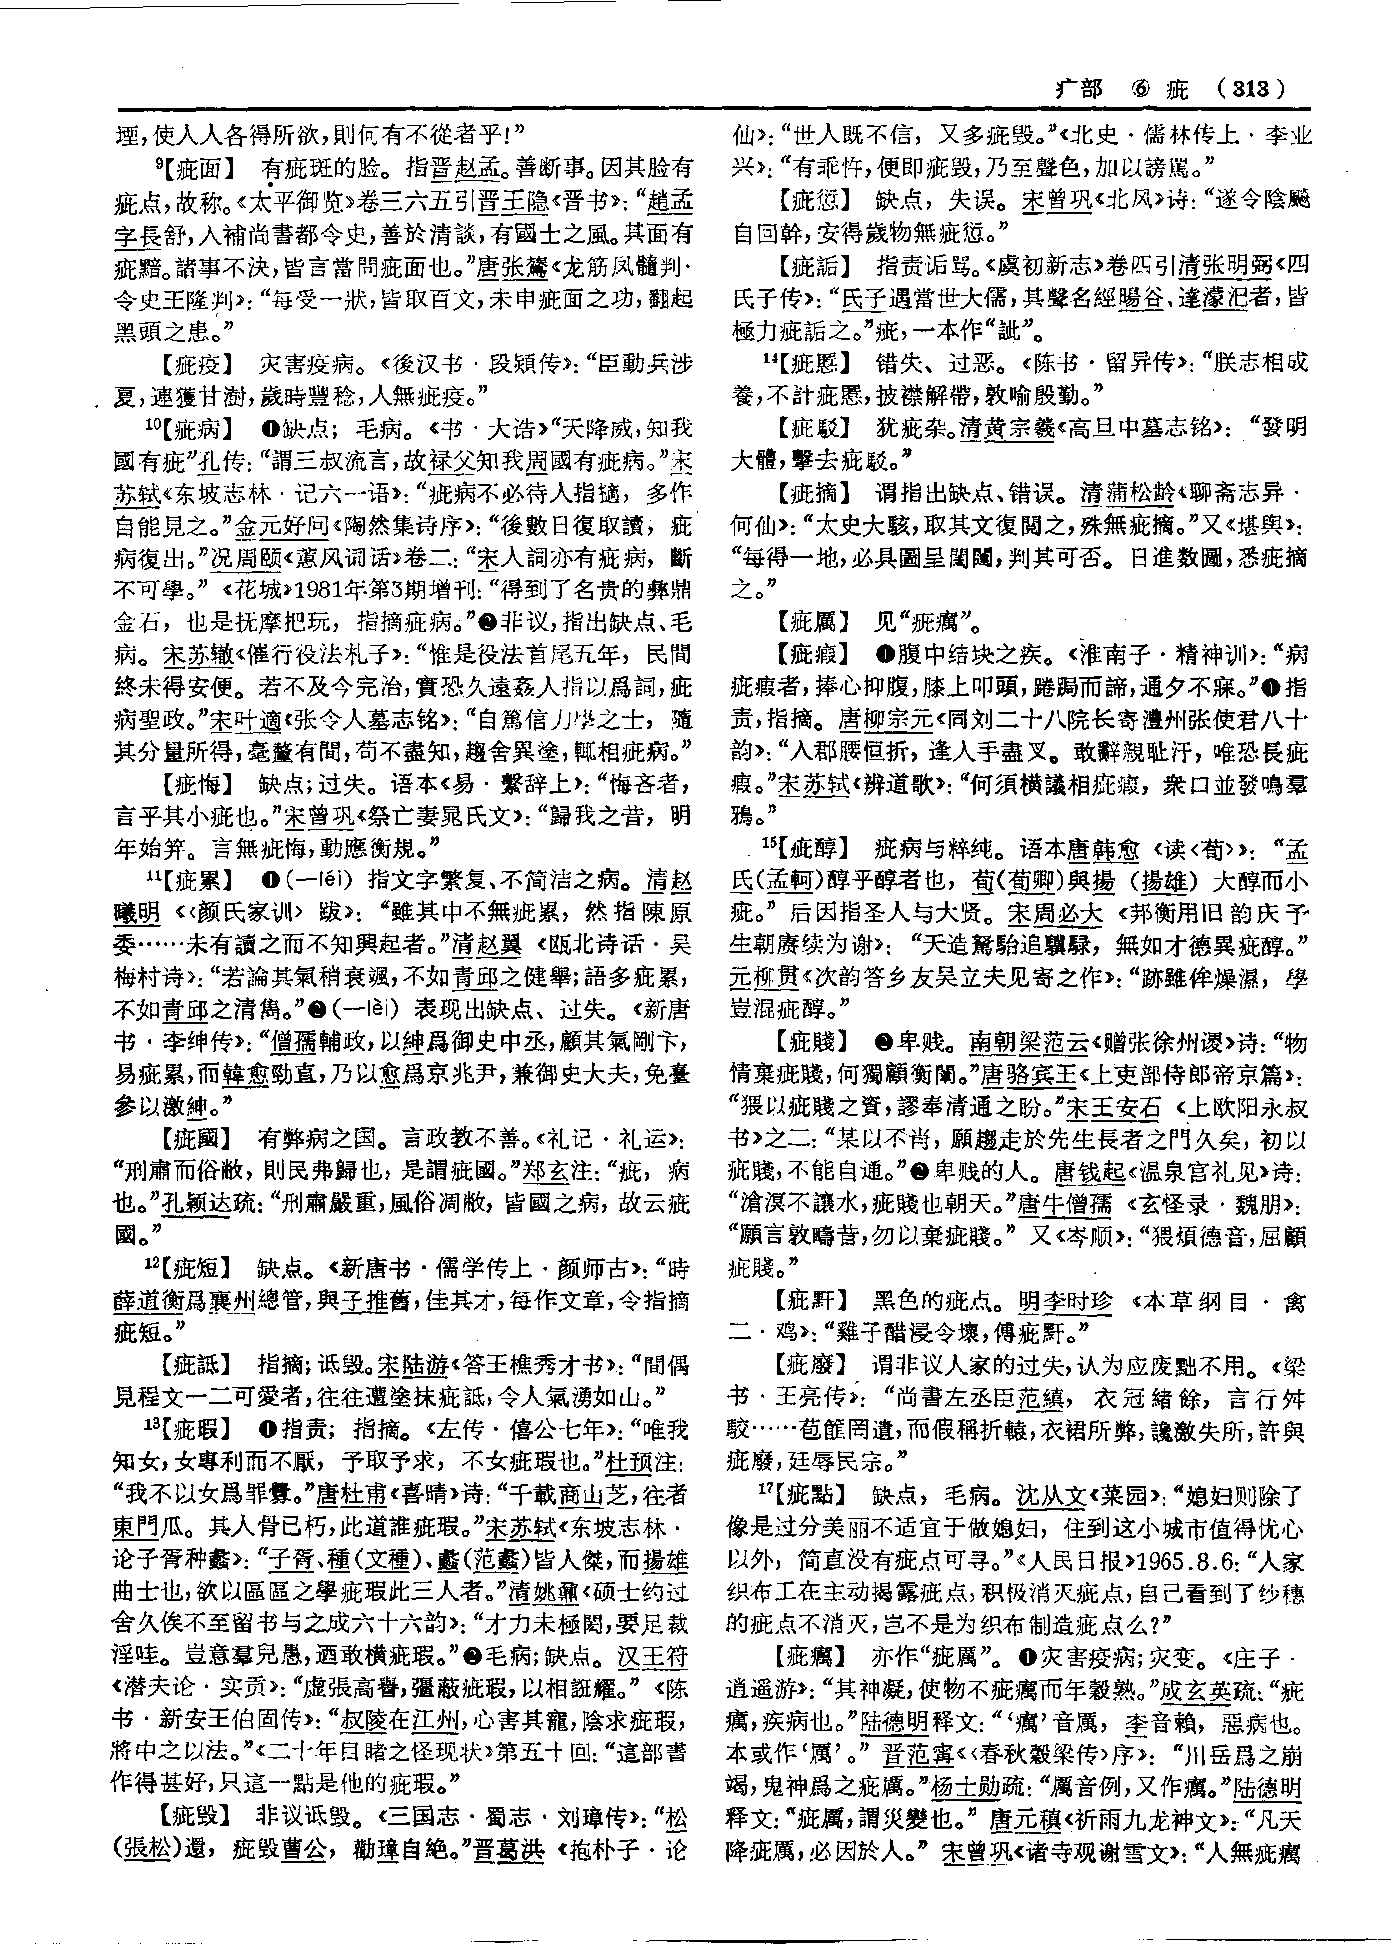 疒部 ⑥ 疵 （313）
堙，使人人各得所欲，則何有不從者乎！”
9【疵面】 有疵斑的脸。指晋赵孟。善断事。因其脸有
疵点，故称。《太平御览》卷三六五引晋王隐《晋书》：“趙孟
字長舒，入補尚書都令史，善於清談，有國士之風。其面有
疵黯。諸事不決，皆言當問疵面也。”唐张鷟《龙筋凤髓判·
令史王隆判》：“每受一狀，皆取百文，未申疵面之功，翻起
黑頭之患。”
【疵疫】 灾害疫病。《後汉书·段熲传》：“臣動兵涉
夏，連獲甘澍，歲時豐稔，人無疵疫。”
10【疵病】 ❶缺点；毛病。《书·大诰》“天降威，知我
國有疵”孔传：“謂三叔流言，故禄父知我周國有疵病。”宋
苏轼《东坡志林·记六一语》：“疵病不必待人指擿，多作
自能見之。”金元好问《陶然集诗序》：“後數日復取讀，疵
病復出。”况周颐《蕙风词话》卷二：“宋人詞亦有疵病，斷
不可學。”《花城》1981年第3期增刊：“得到了名贵的彝鼎
金石，也是抚摩把玩，指摘疵病。”❷非议，指出缺点、毛
病。宋苏辙《催行役法札子》：“惟是役法首尾五年，民間
終未得安便。若不及今完治，實恐久遠姦人指以爲詞，疵
病聖政。”宋叶適《张令人墓志铭》：“自篤信力學之士，隨
其分量所得，毫釐有間，苟不盡知，趨舍異塗，輒相疵病。”
【疵悔】 缺点；过失。语本《易·繫辞上》：“悔吝者，
言乎其小疵也。”宋曾巩《祭亡妻晁氏文》：“歸我之昔，明
年始笄。言無疵悔，動應衡規。”
11【疵累】 ❶（—lěi）指文字繁复、不简洁之病。清赵
曦明《〈颜氏家训〉跋》：“雖其中不無疵累，然指陳原
委……未有讀之而不知興起者。”清赵翼《瓯北诗话·吴
梅村诗》：“若論其氣稍衰颯，不如青邱之健舉；語多疵累，
不如青邱之清雋。”❷（—lèi）表现出缺点、过失。《新唐
书·李绅传》：“僧孺輔政，以紳爲御史中丞，顧其氣剛卞，
易疵累，而韓愈勁直，乃以愈爲京兆尹，兼御史大夫，免臺
參以激紳。”
【疵國】 有弊病之国。言政教不善。《礼记·礼运》：
“刑肅而俗敝，則民弗歸也，是謂疵國。”郑玄注：“疵，病
也。”孔颖达疏：“刑肅嚴重，風俗凋敝，皆國之病，故云疵
國。”
12【疵短】 缺点。《新唐书·儒学传上·颜师古》：“時
薛道衡爲襄州總管，與子推舊，佳其才，每作文章，令指摘
疵短。”
【疵詆】 指摘；诋毁。宋陆游《答王樵秀才书》：“間偶
見程文一二可愛者，往往遭塗抹疵詆，令人氣湧如山。”
13【疵瑕】 ❶指责；指摘。《左传·僖公七年》：“唯我
知女，女專利而不厭，予取予求，不女疵瑕也。”杜预注：
“我不以女爲罪釁。”唐杜甫《喜晴》诗：“千載商山芝，往者
東門瓜。其人骨已朽，此道誰疵瑕。”宋苏轼《东坡志林·
论子胥种蠡》：“子胥、種（文種）、蠡（范蠡）皆人傑，而揚雄
曲士也，欲以區區之學疵瑕此三人者。”清姚鼐《硕士约过
舍久俟不至留书与之成六十六韵》：“才力未極閎，要足裁
淫哇。豈意羣兒愚，迺敢横疵瑕。”❷毛病；缺点。汉王符
《潜夫论·实贡》：“虚張高譽，彊蔽疵瑕，以相誑耀。”《陈
书·新安王伯固传》：“叔陵在江州，心害其寵，陰求疵瑕，
將中之以法。”《二十年目睹之怪现状》第五十回：“這部書
作得甚好，只這一點是他的疵瑕。”
【疵毁】 非议诋毁。《三国志·蜀志·刘璋传》：“松
（張松）還，疵毁曹公，勸璋自絶。”晋葛洪《抱朴子·论
仙》：“世人既不信，又多疵毁。”《北史·儒林传上·李业
兴》：“有乖忤，便即疵毁，乃至聲色，加以謗駡。”
【疵愆】 缺点，失误。宋曾巩《北风》诗：“遂令陰飈
自回斡，安得歲物無疵愆。”
【疵詬】 指责诟骂。《虞初新志》卷四引清张明弼《四
氏子传》：“氏子遇當世大儒，其聲名經暘谷、達濛汜者，皆
極力疵詬之。”疵，一本作“訿”。
14【疵慝】 错失、过恶。《陈书·留异传》：“朕志相成
養，不計疵慝，披襟解帶，敦喻殷勤。”
【疵駁】 犹疵杂。清黄宗羲《高旦中墓志铭》：“發明
大體，擊去疵駁。”
【疵摘】 谓指出缺点、错误。清蒲松龄《聊斋志异·
何仙》：“太史大駭，取其文復閲之，殊無疵摘。”又《堪舆》：
“每得一地，必具圖呈閨闥，判其可否。日進数圖，悉疵摘
之。”
【疵厲】 见“疵癘”。
【疵瘕】 ❶腹中结块之疾。《淮南子·精神训》：“病
疵瘕者，捧心抑腹，膝上叩頭，踡跼而諦，通夕不寐。”❶指
责，指摘。唐柳宗元《同刘二十八院长寄澧州张使君八十
韵》：“入郡腰恒折，逢人手盡叉。敢辭親耻汙，唯恐長疵
瘕。”宋苏轼《辨道歌》：“何須横議相疵瘕，衆口並發鳴羣
鴉。”
15【疵醇】 疵病与粹纯。语本唐韩愈《读〈荀〉》：“孟
氏（孟軻）醇乎醇者也，荀（荀卿）與揚（揚雄）大醇而小
疵。”后因指圣人与大贤。宋周必大《邦衡用旧韵庆予
生朝赓续为谢》：“天造駑駘追驥騄，無如才德異疵醇。”
元柳贯《次韵答乡友吴立夫见寄之作》：“跡雖侔燥濕，學
豈混疵醇。”
【疵賤】 ❷卑贱。南朝梁范云《赠张徐州谡》诗：“物
情棄疵賤，何獨顧衡闈。”唐骆宾王《上吏部侍郎帝京篇》：
“猥以疵賤之資，謬奉清通之盼。”宋王安石《上欧阳永叔
书》之二：“某以不肖，願趨走於先生長者之門久矣，初以
疵賤，不能自通。”❷卑贱的人。唐钱起《温泉宫礼见》诗：
“滄溟不讓水，疵賤也朝天。”唐牛僧孺《玄怪录·魏朋》：
“願言敦疇昔，勿以棄疵賤。”又《岑顺》：“猥煩德音，屈顧
疵賤。”
【疵䵟】 黑色的疵点。明李时珍《本草纲目·禽
二·鸡》：“雞子醋浸令壞，傅疵䵟。”
【疵廢】 谓非议人家的过失，认为应废黜不用。《梁
书·王亮传》：“尚書左丞臣范縝，衣冠緒餘，言行舛
駁……苞篚罔遺，而假稱折轅，衣裙所弊，讒激失所，許與
疵廢，廷辱民宗。”
17【疵點】 缺点，毛病。沈从文《菜园》：“媳妇则除了
像是过分美丽不适宜于做媳妇，住到这小城市值得忧心
以外，简直没有疵点可寻。”《人民日报》1965.8.6：“人家
织布工在主动揭露疵点，积极消灭疵点，自己看到了纱穗
的疵点不消灭，岂不是为织布制造疵点么？”
【疵癘】 亦作“疵厲”。❶灾害疫病；灾变。《庄子·
逍遥游》：“其神凝，使物不疵癘而年穀熟。”成玄英疏：“疵
癘，疾病也。”陆德明释文：“‘癘’音厲，李音賴，惡病也。
本或作‘厲’。”晋范寗《〈春秋穀梁传〉序》：“川岳爲之崩
竭，鬼神爲之疵厲。”杨士勋疏：“厲音例，又作癘。”陆德明
释文：“疵厲，謂災變也。”唐元稹《祈雨九龙神文》：“凡天
降疵厲，必因於人。”宋曾巩《诸寺观谢雪文》：“人無疵癘